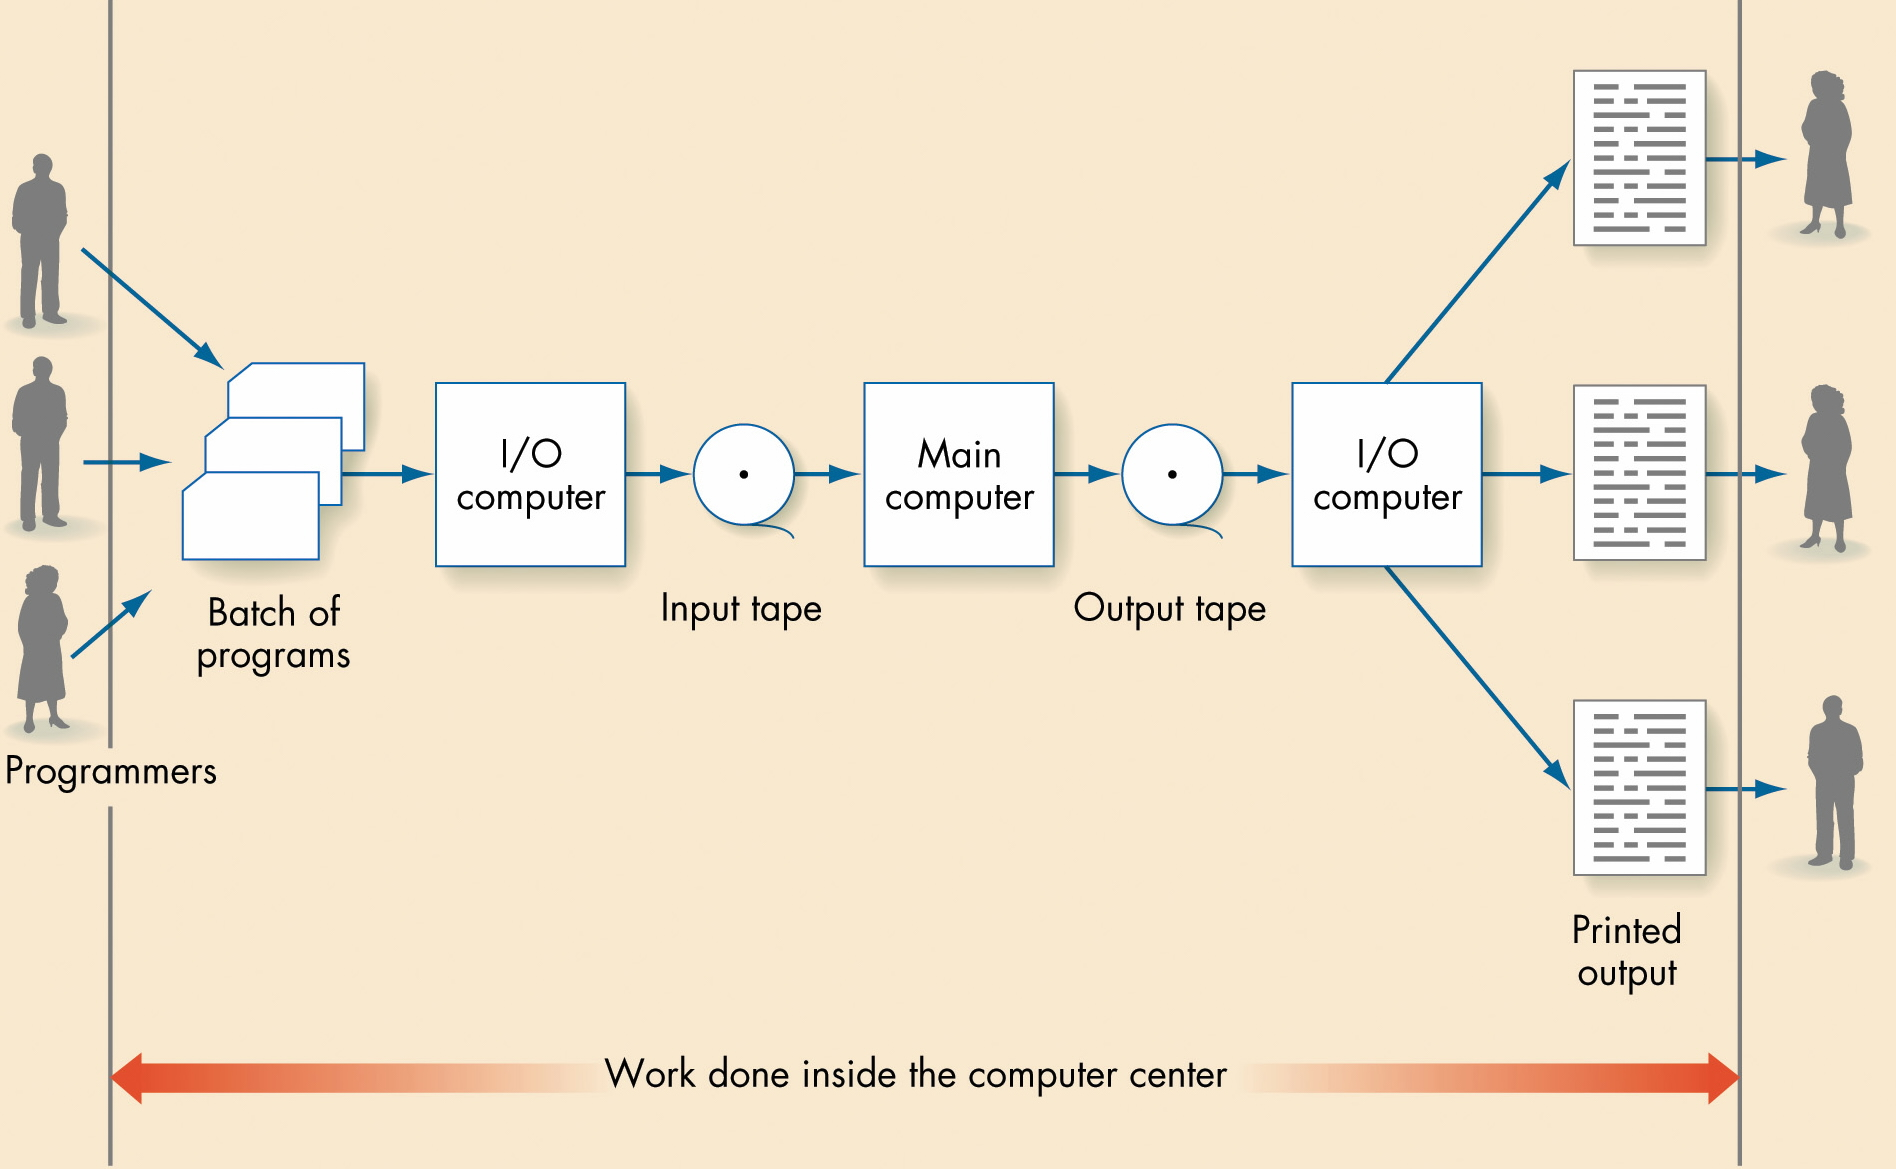 Programmers
Batch of
programs
I/O
computer
Input tape
Main
computer
Output tape
I/O
computer
Printed
output
Work done inside the computer center